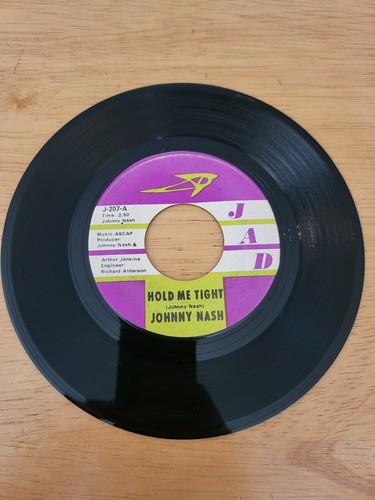 J-207-A
Time: 2:50
Johnny Nash
Music-ASCAP
Producer:
Johnny Nash &
Arthur Jenkins
Engineer:
Richard Alderson
J
A
D
HOLD ME TIGHT
(Johnny Nash)
JOHNNY NASH